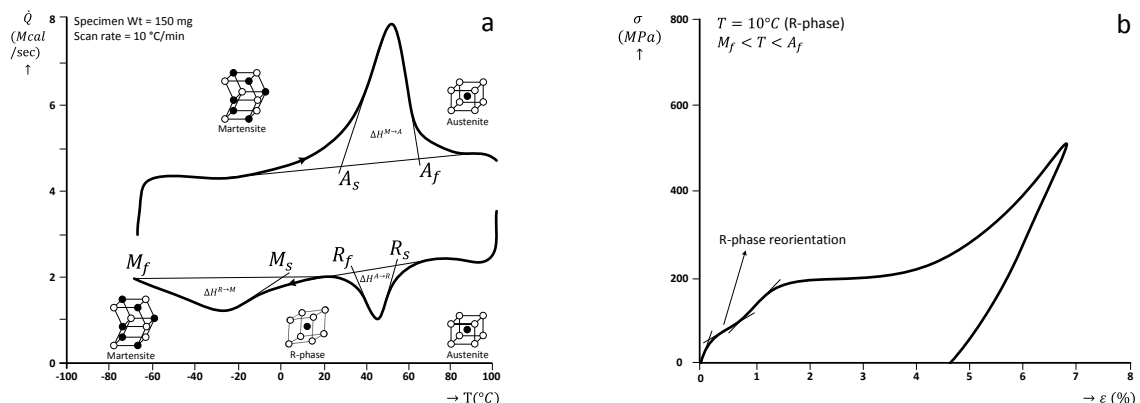 Q̇
(Mcal
/sec)
↑
Specimen Wt = 150 mg
Scan rate = 10 °C/min
a
8
6
4
2
0
Martensite
Austenite
ΔH^{M→A}
A_s
A_f
M_f
M_s
R_f
R_s
ΔH^{R→M}
ΔH^{A→R}
Martensite
R-phase
Austenite
-100 -80 -60 -40 -20 0 20 40 60 80 100
→ T(°C)
σ
(MPa)
↑
T = 10°C (R-phase)
M_f < T < A_f
b
800
600
400
200
0
R-phase reorientation
0 1 2 3 4 5 6 7 8
→ ε (%)